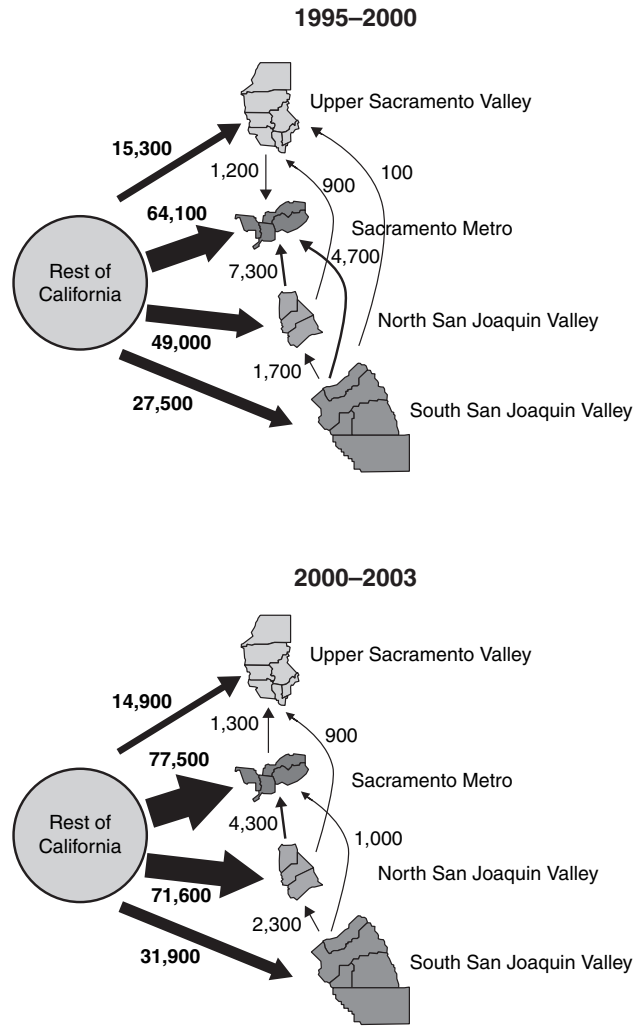 1995–2000
Upper Sacramento Valley
15,300
1,200
900
100
64,100
Sacramento Metro
4,700
7,300
Rest of
California
North San Joaquin Valley
49,000
1,700
27,500
South San Joaquin Valley
2000–2003
Upper Sacramento Valley
14,900
1,300
900
77,500
Sacramento Metro
4,300
1,000
Rest of
California
North San Joaquin Valley
71,600
2,300
31,900
South San Joaquin Valley